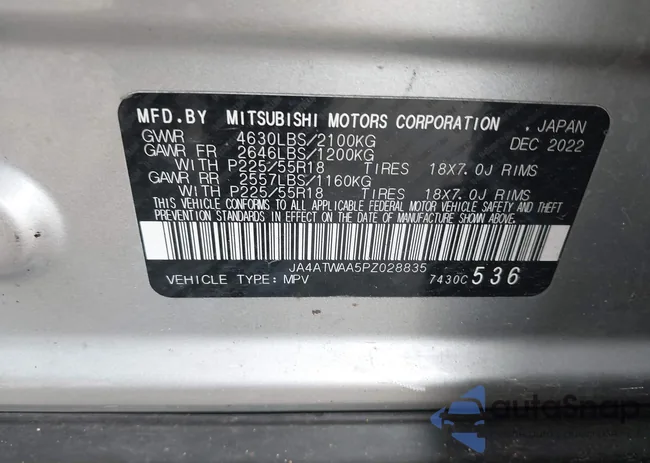 MFD.BY MITSUBISHI MOTORS CORPORATION , JAPAN
GVWR 4630LBS/2100KG DEC 2022
GAWR FR 2646LBS/1200KG
WITH P225/55R18 TIRES 18X7.0J RIMS
GAWR RR 2557LBS/1160KG
WITH P225/55R18 TIRES 18X7.0J RIMS
THIS VEHICLE CONFORMS TO ALL APPLICABLE FEDERAL MOTOR VEHICLE SAFETY AND THEFT
PREVENTION STANDARDS IN EFFECT ON THE DATE OF MANUFACTURE SHOWN ABOVE.
JA4ATWAA5PZ028835
VEHICLE TYPE: MPV 7430C 536
autoSnap